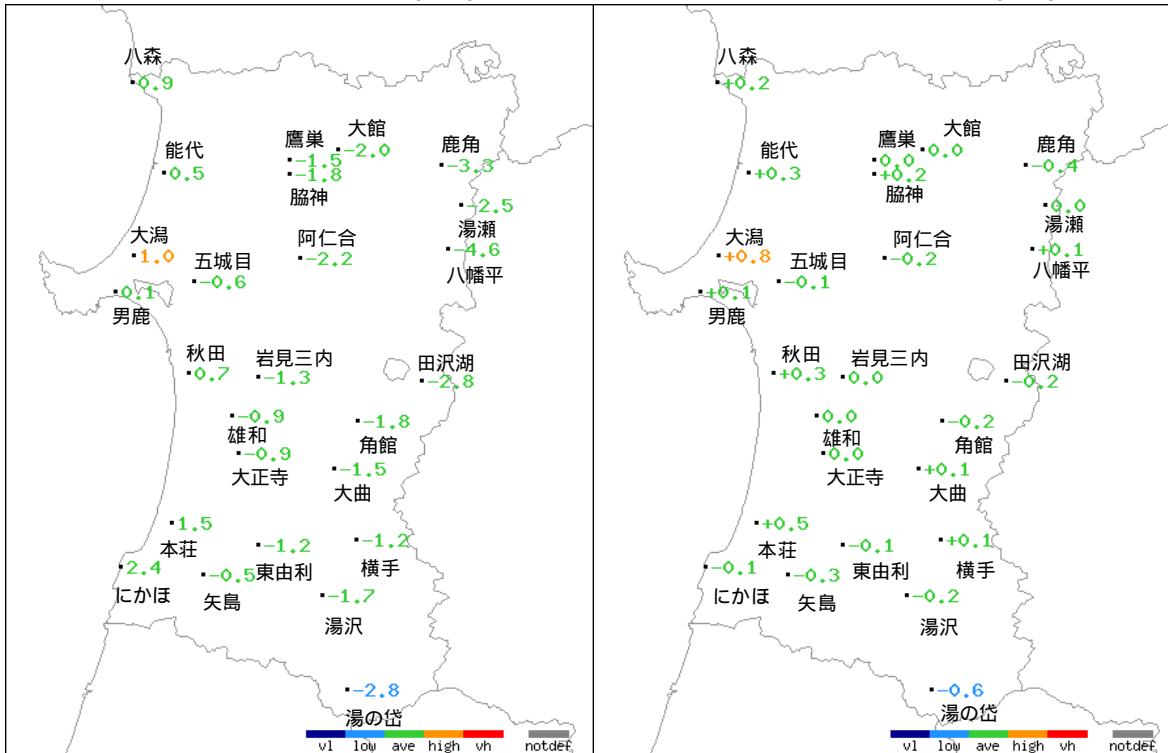 八森
0.9
大館
鷹巣
-2.0
能代
-1.5
鹿角
0.5
-1.8
-3.3
脇神
-2.5
湯瀬
大潟
阿仁合
1.0
-2.2
-4.6
五城目
八幡平
-0.6
0.1
男鹿
秋田
岩見三内
田沢湖
0.7
-1.3
-2.8
-0.9
-1.8
雄和
角館
-0.9
大正寺
-1.5
大曲
1.5
本荘
-1.2
-1.2
2.4
東由利
横手
にかほ
-0.5
矢島
-1.7
湯沢
-2.8
湯の岱
vl low ave high vh notdef
八森
+0.2
大館
鷹巣
0.0
能代
0.0
鹿角
+0.3
+0.2
-0.4
脇神
0.0
湯瀬
大潟
阿仁合
+0.8
-0.2
+0.1
五城目
八幡平
-0.1
+0.1
男鹿
秋田
岩見三内
田沢湖
+0.3
0.0
-0.2
0.0
-0.2
雄和
角館
0.0
大正寺
+0.1
大曲
+0.5
本荘
-0.1
+0.1
-0.1
東由利
横手
にかほ
-0.3
矢島
-0.2
湯沢
-0.6
湯の岱
vl low ave high vh notdef